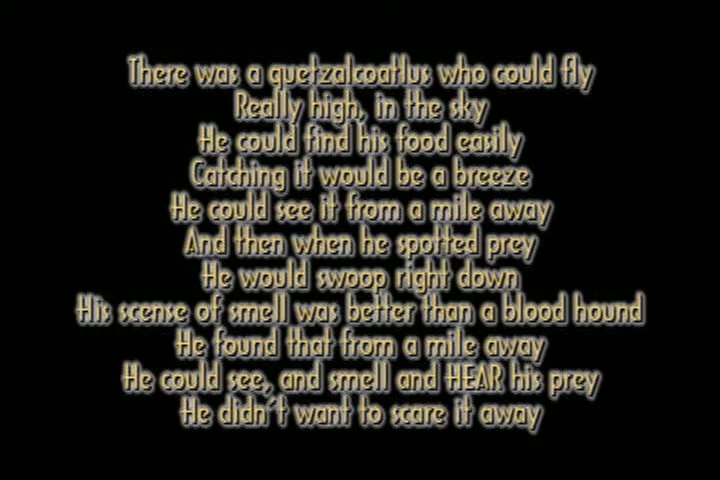 There was a quetzalcoatlus who could fly
Really high, in the sky
He could find his food easily
Catching it would be a breeze
He could see it from a mile away
And then when he spotted prey
He would swoop right down
His scense of smell was better than a blood hound
He found that from a mile away
He could see, and smell and HEAR his prey
He didn't want to scare it away